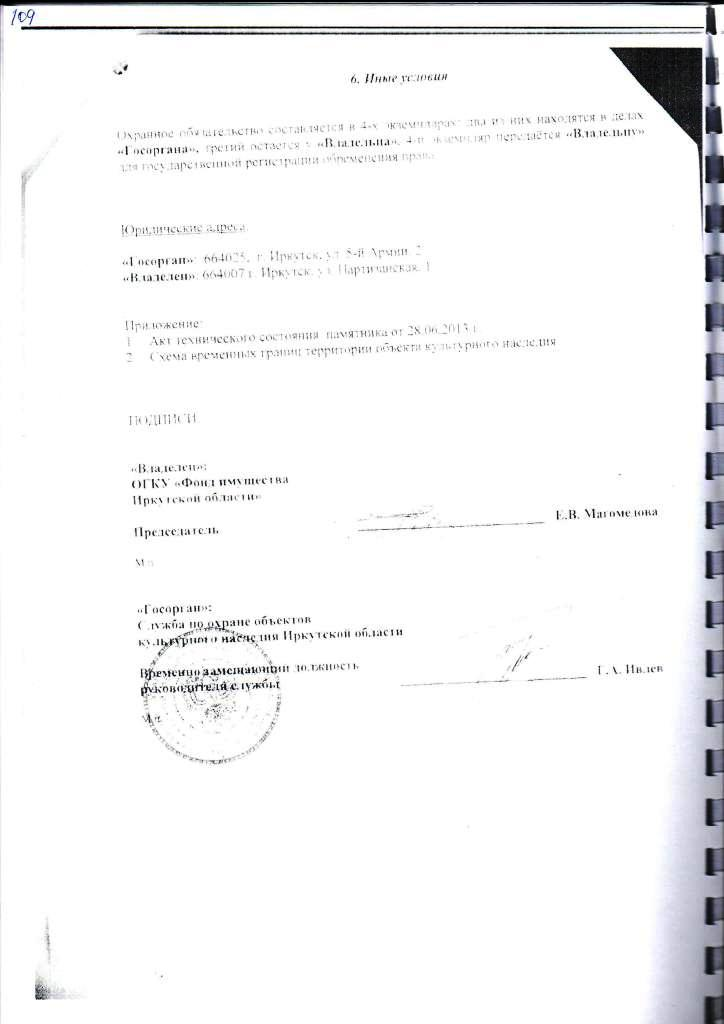 109
6. Иные условия
Охранное обязательство составляется в 4-х экземплярах: два из них находятся в делах
«Госоргана», третий остается у «Владельца», 4-й экземпляр передаётся «Владельцу»
для государственной регистрации обременения права.
Юридические адреса:
«Госорган»: 664025, г. Иркутск, ул. 5-й Армии, 2
«Владелец»: 664007 г. Иркутск, ул. Партизанская, 1
Приложение:
1 Акт технического состояния памятника от 28.06.2013 г.
2 Схема временных границ территории объекта культурного наследия
ПОДПИСИ:
«Владелец»:
ОГКУ «Фонд имущества
Иркутской области»
Председатель Е.В. Магомедова
М.п.
«Госорган»:
Служба по охране объектов
культурного наследия Иркутской области
Временно замещающий должность
руководителя службы Г.А. Ивлев
М.п.